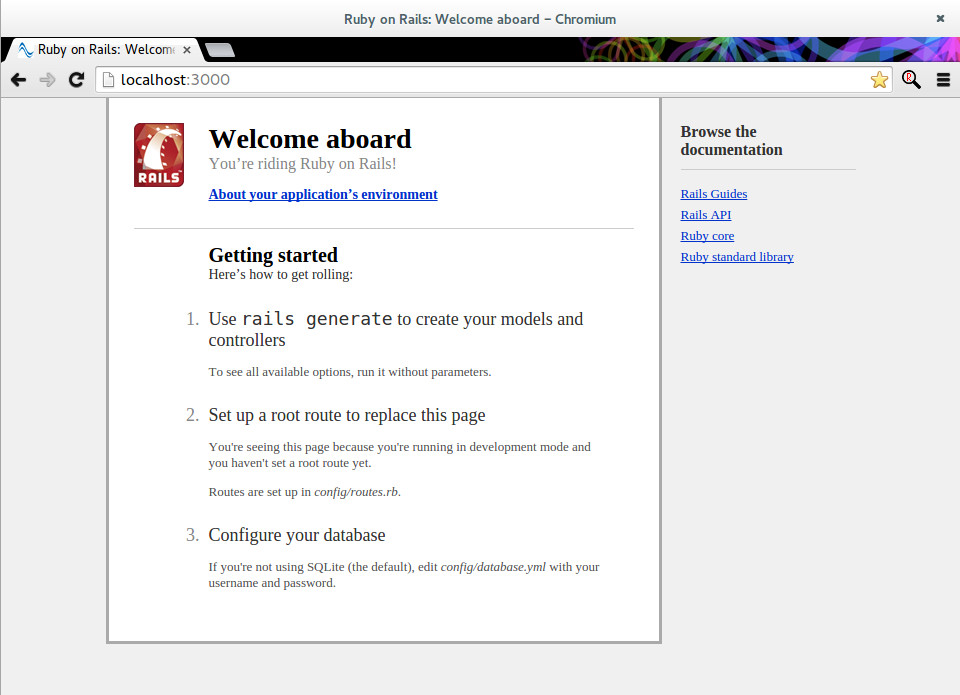 Ruby on Rails: Welcome aboard – Chromium
Ruby on Rails: Welcome
localhost:3000
RAILS
Welcome aboard
You’re riding Ruby on Rails!
About your application’s environment
Getting started
Here’s how to get rolling:
1. Use rails generate to create your models and
controllers
To see all available options, run it without parameters.
2. Set up a root route to replace this page
You're seeing this page because you're running in development mode and
you haven't set a root route yet.
Routes are set up in config/routes.rb.
3. Configure your database
If you're not using SQLite (the default), edit config/database.yml with your
username and password.
Browse the
documentation
Rails Guides
Rails API
Ruby core
Ruby standard library